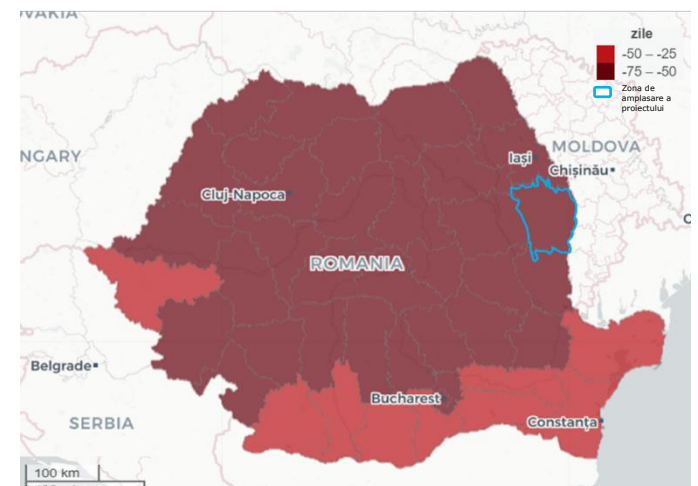 VAKIA
zile
-50 – -25
-75 – -50
Zona de
amplasare a
proiectului
MOLDOVA
Iași
Chișinău
NGARY
Cluj-Napoca
ROMANIA
Belgrade
Bucharest
SERBIA
Constanța
100 km